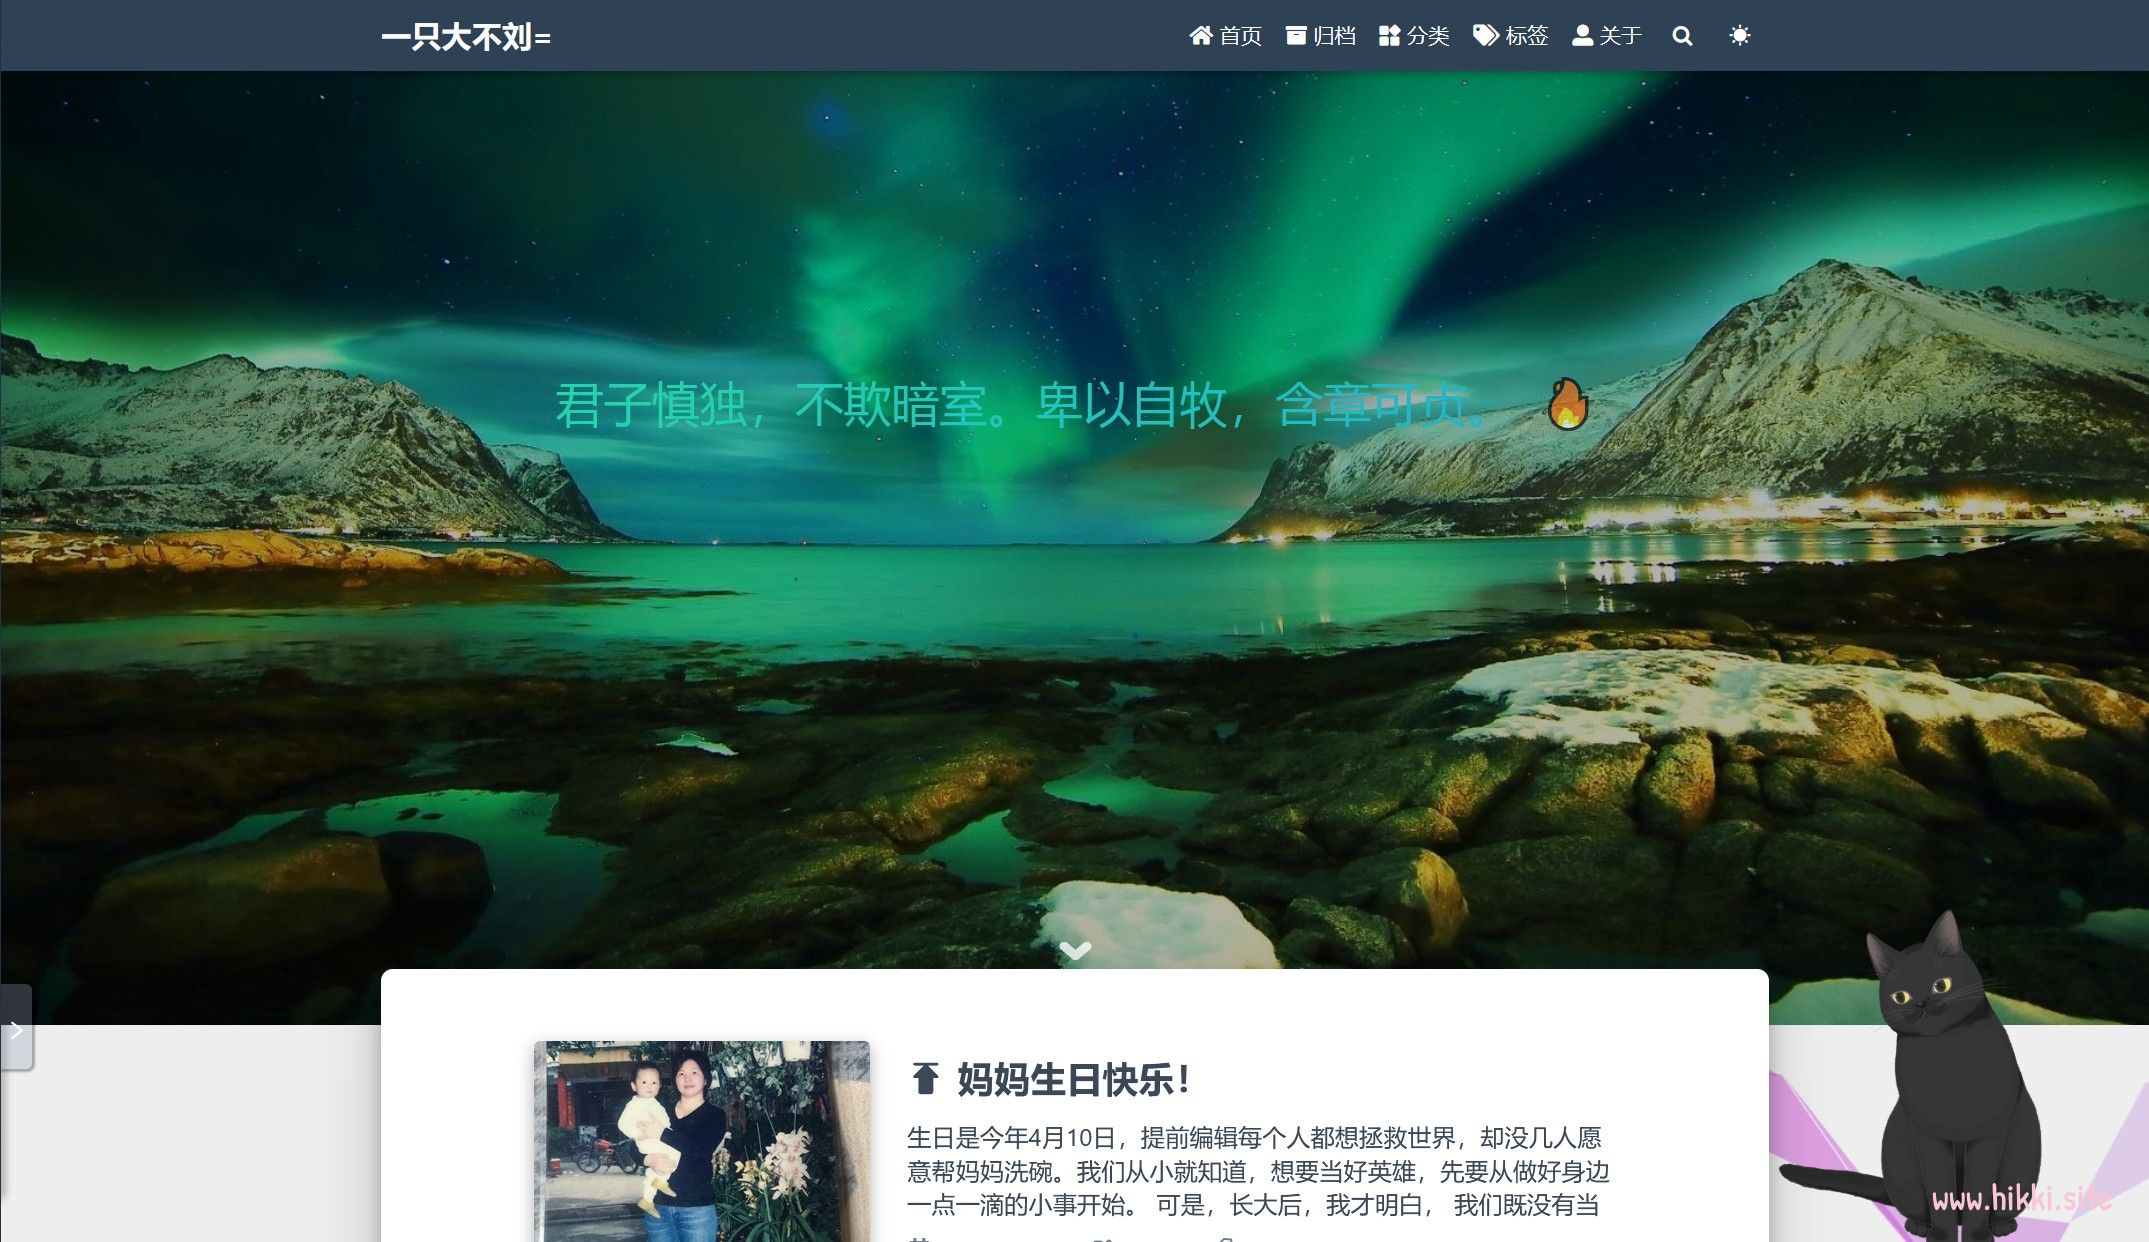 一只大不刘=
首页 归档 分类 标签 关于
君子慎独，不欺暗室。卑以自牧，含章可贞。
妈妈生日快乐！
生日是今年4月10日，提前编辑每个人都想拯救世界，却没几人愿
意帮妈妈洗碗。我们从小就知道，想要当好英雄，先要从做好身边
一点一滴的小事开始。 可是，长大后，我才明白， 我们既没有当
www.hikki.site